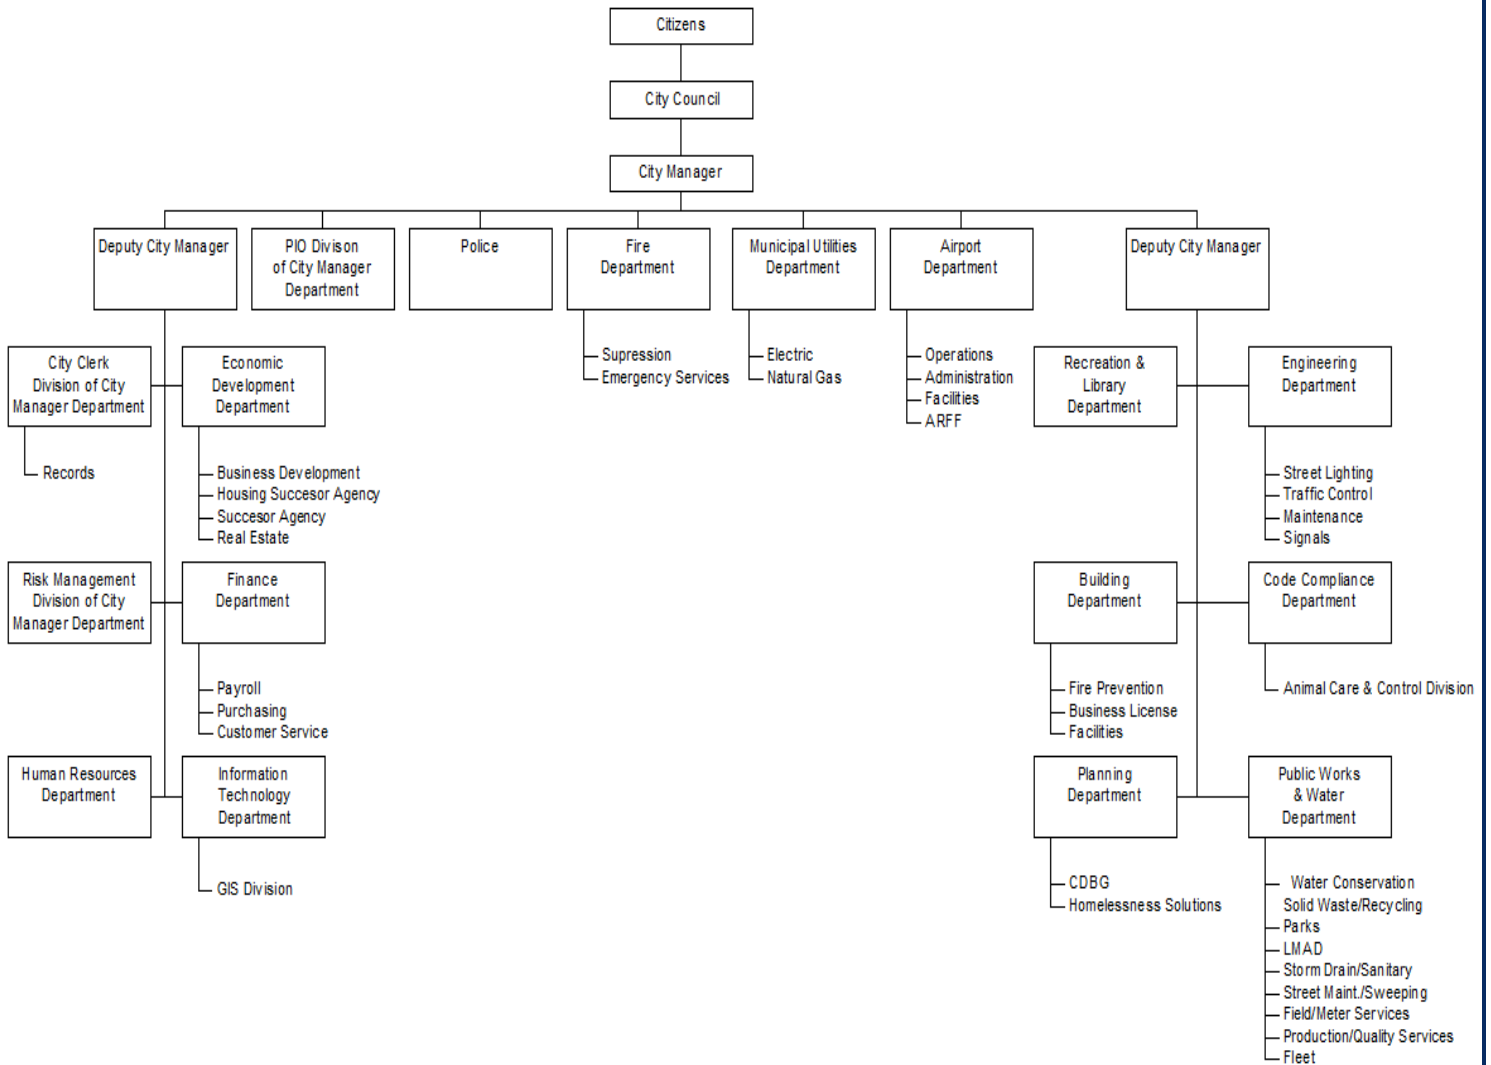 Citizens
City Council
City Manager
Deputy City Manager
PIO Divison
of City Manager
Department
Police
Fire
Department
Municipal Utilities
Department
Airport
Department
Deputy City Manager
City Clerk
Division of City
Manager Department
Records
Economic
Development
Department
Business Development
Housing Succesor Agency
Succesor Agency
Real Estate
Supression
Emergency Services
Electric
Natural Gas
Operations
Administration
Facilities
ARFF
Recreation &
Library
Department
Engineering
Department
Street Lighting
Traffic Control
Maintenance
Signals
Risk Management
Division of City
Manager Department
Finance
Department
Payroll
Purchasing
Customer Service
Building
Department
Fire Prevention
Business License
Facilities
Code Compliance
Department
Animal Care & Control Division
Human Resources
Department
Information
Technology
Department
GIS Division
Planning
Department
CDBG
Homelessness Solutions
Public Works
& Water
Department
Water Conservation
Solid Waste/Recycling
Parks
LMAD
Storm Drain/Sanitary
Street Maint./Sweeping
Field/Meter Services
Production/Quality Services
Fleet